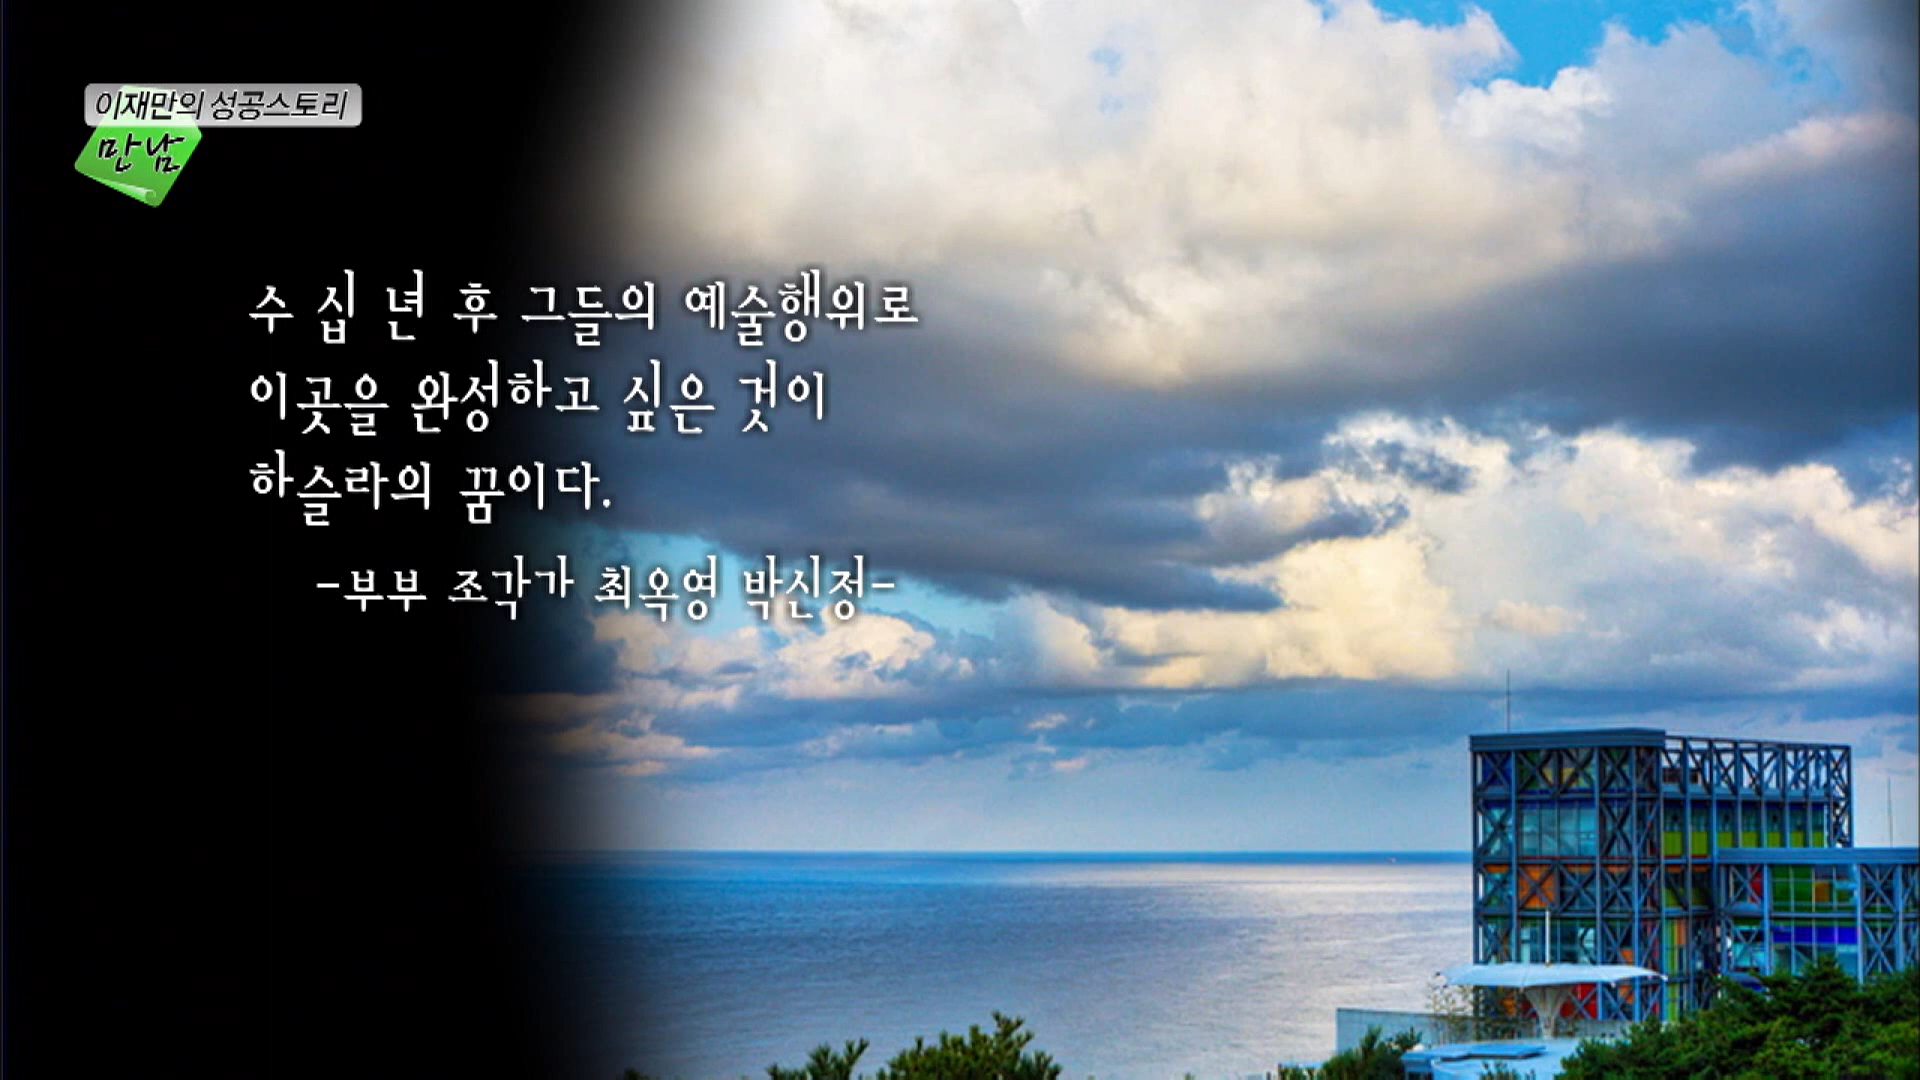 이재만의 성공스토리
만남
수 십 년 후 그들의 예술행위로
이곳을 완성하고 싶은 것이
하슬라의 꿈이다.
-부부 조각가 최옥영 박신정-